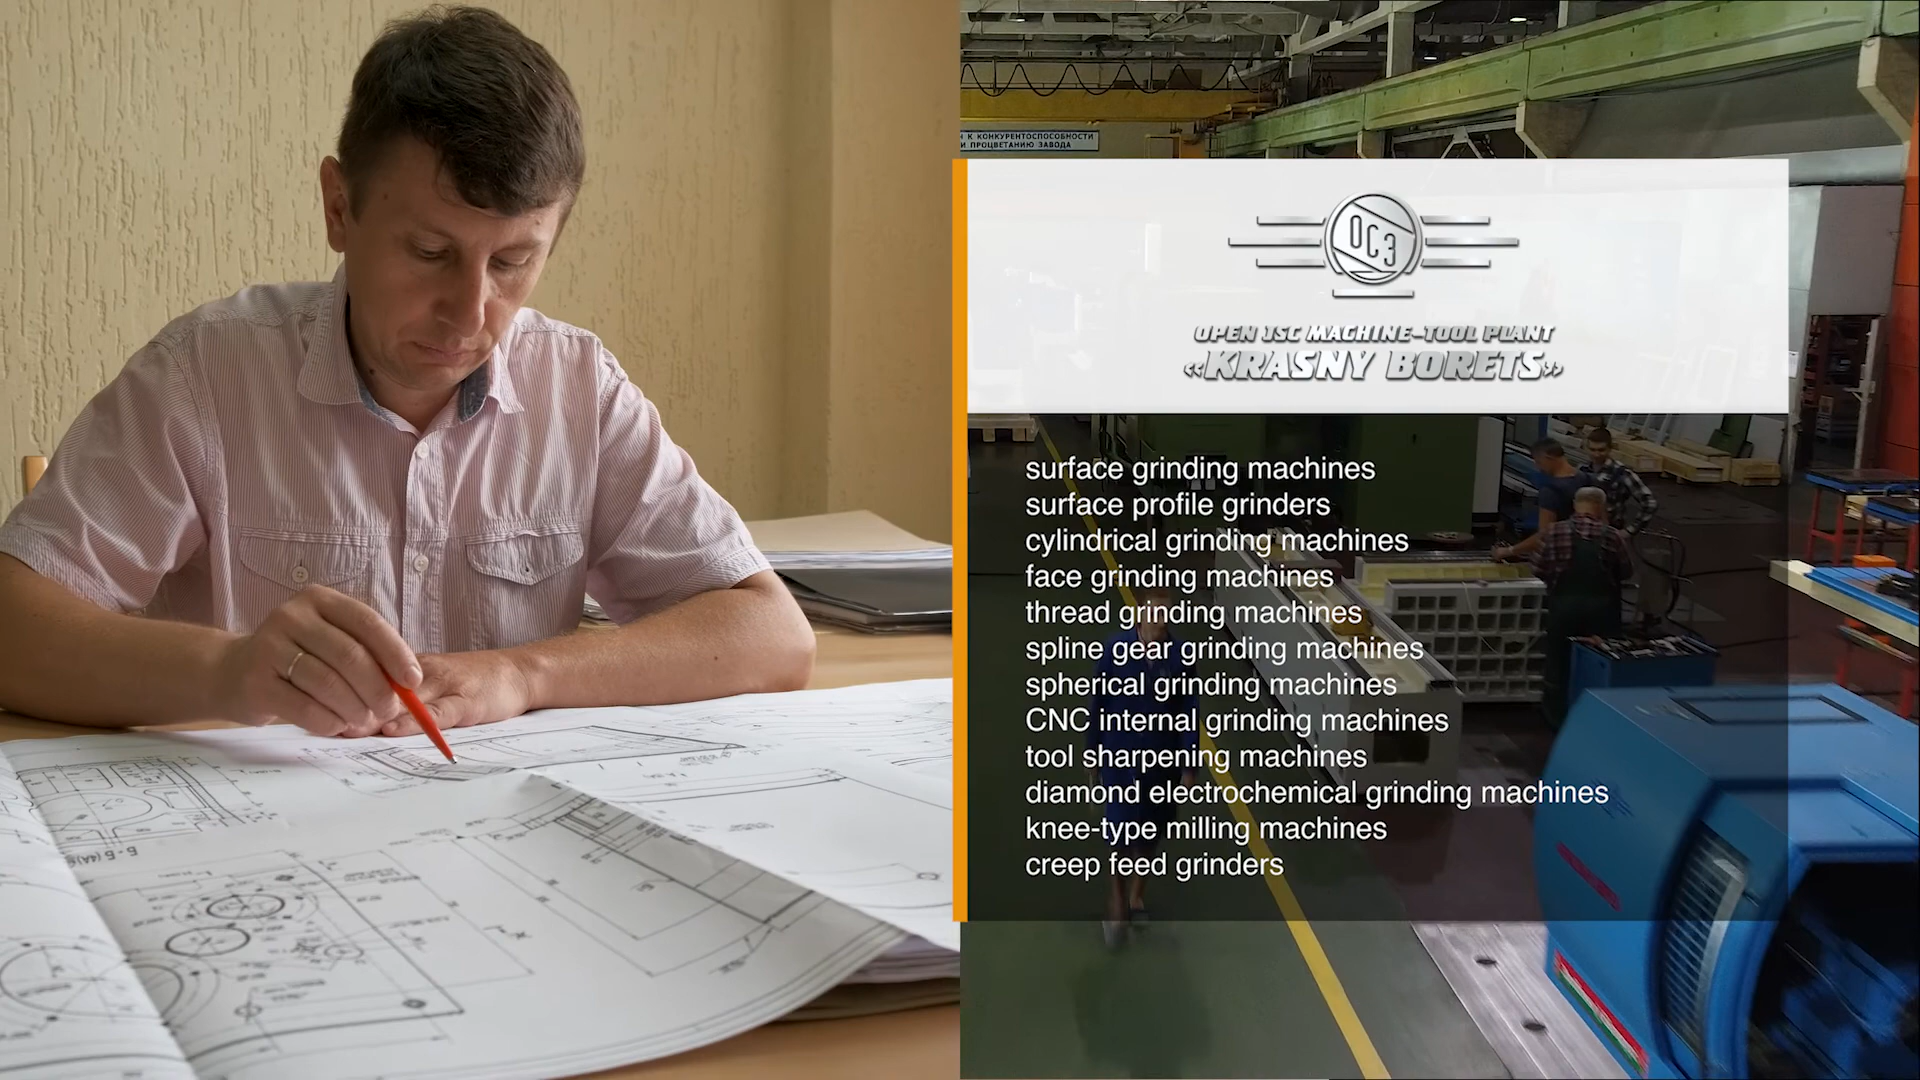 К КОНКУРЕНТОСПОСОБНОСТИ
И ПРОЦВЕТАНИЮ ЗАВОДА
ОСЗ
OPEN JSC MACHINE-TOOL PLANT
«KRASNY BORETS»
surface grinding machines
surface profile grinders
cylindrical grinding machines
face grinding machines
thread grinding machines
spline gear grinding machines
spherical grinding machines
CNC internal grinding machines
tool sharpening machines
diamond electrochemical grinding machines
knee-type milling machines
creep feed grinders
Б-Б (4А)